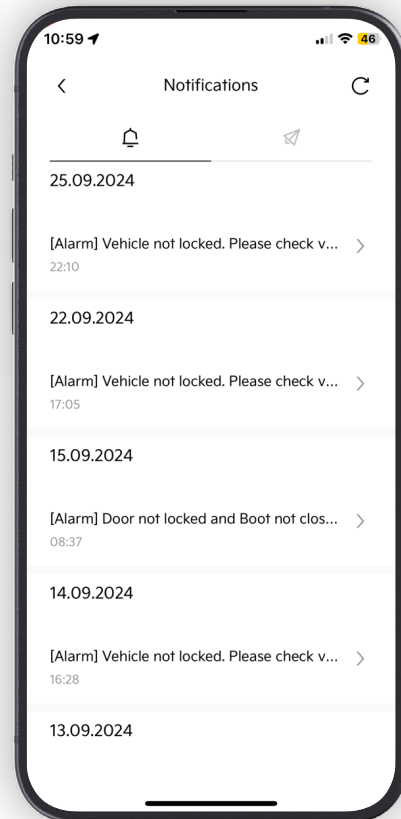 10:59
46
Notifications
25.09.2024
[Alarm] Vehicle not locked. Please check v...
22:10
22.09.2024
[Alarm] Vehicle not locked. Please check v...
17:05
15.09.2024
[Alarm] Door not locked and Boot not clos...
08:37
14.09.2024
[Alarm] Vehicle not locked. Please check v...
16:28
13.09.2024